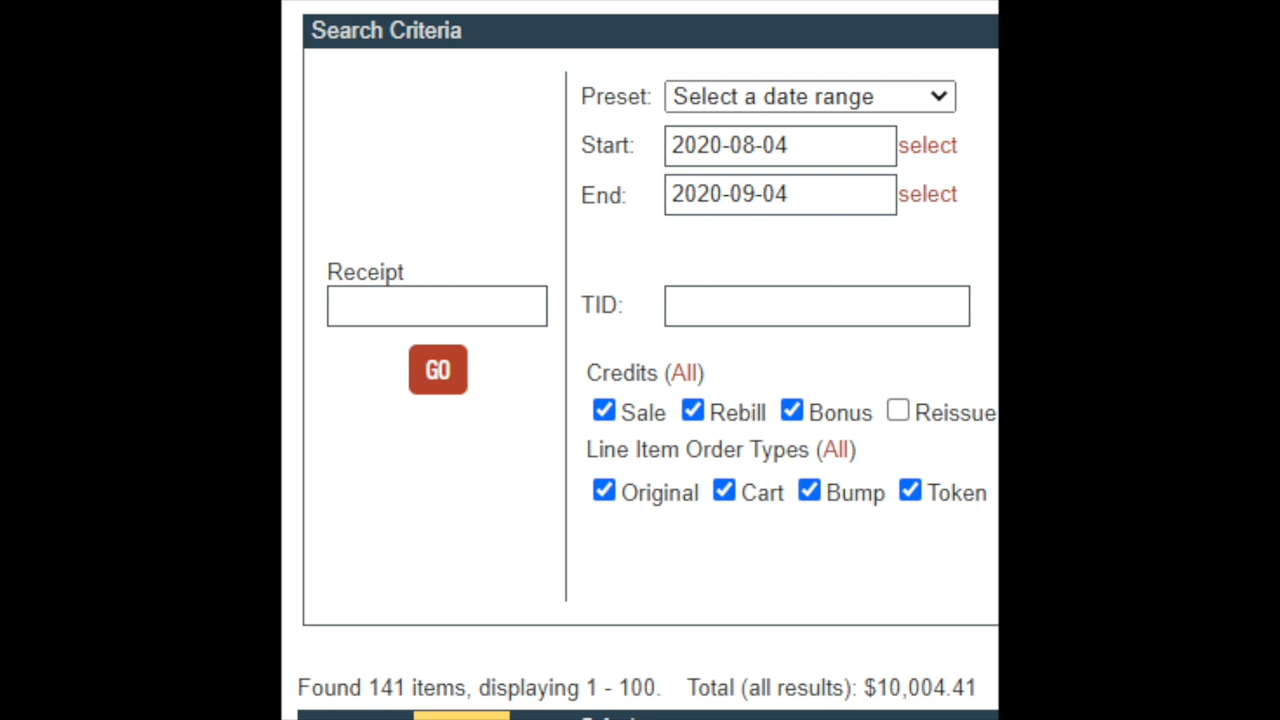 Search Criteria
Preset: Select a date range
Start: 2020-08-04 select
End: 2020-09-04 select
Receipt
TID:
GO
Credits (All)
Sale Rebill Bonus Reissue
Line Item Order Types (All)
Original Cart Bump Token
Found 141 items, displaying 1 - 100. Total (all results): $10,004.41